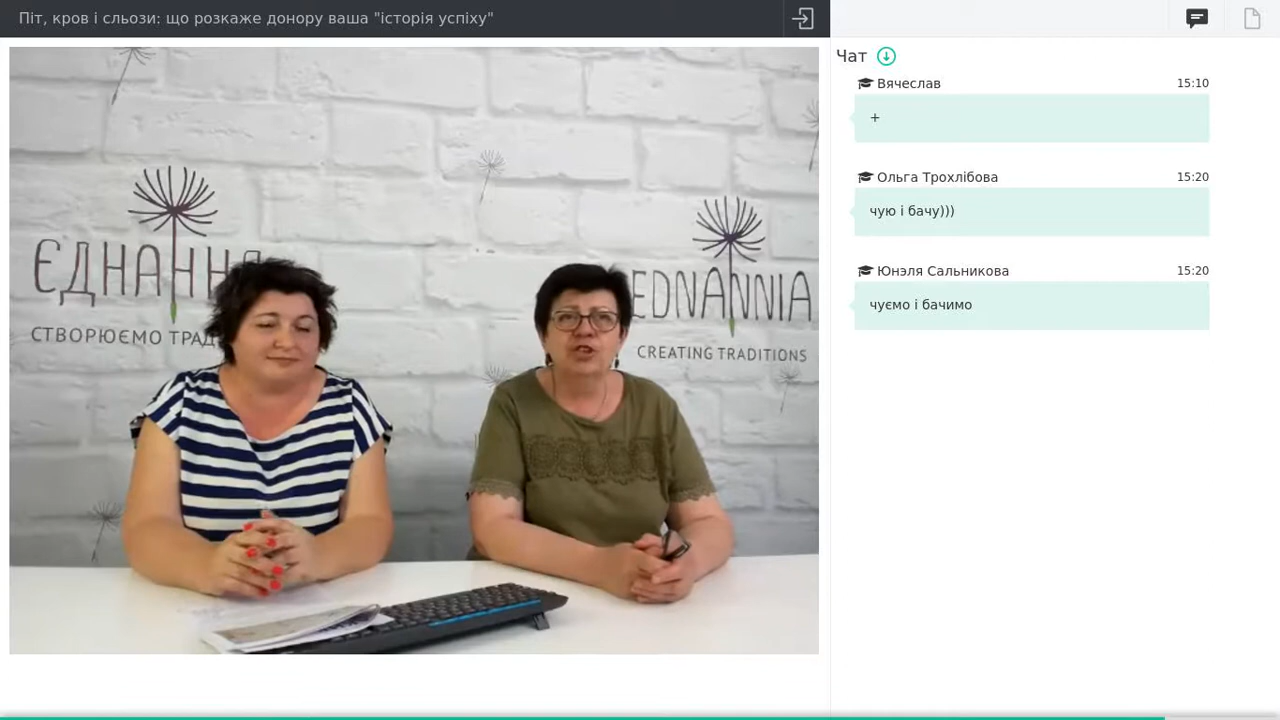 Піт, кров і сльози: що розкаже донору ваша "історія успіху"
ЄДНАННЯ
СТВОРЮЄМО ТРАД
EDNANNIA
CREATING TRADITIONS
Чат
Вячеслав 15:10
+
Ольга Трохлібова 15:20
чую і бачу)))
Юнэля Сальникова 15:20
чуємо і бачимо